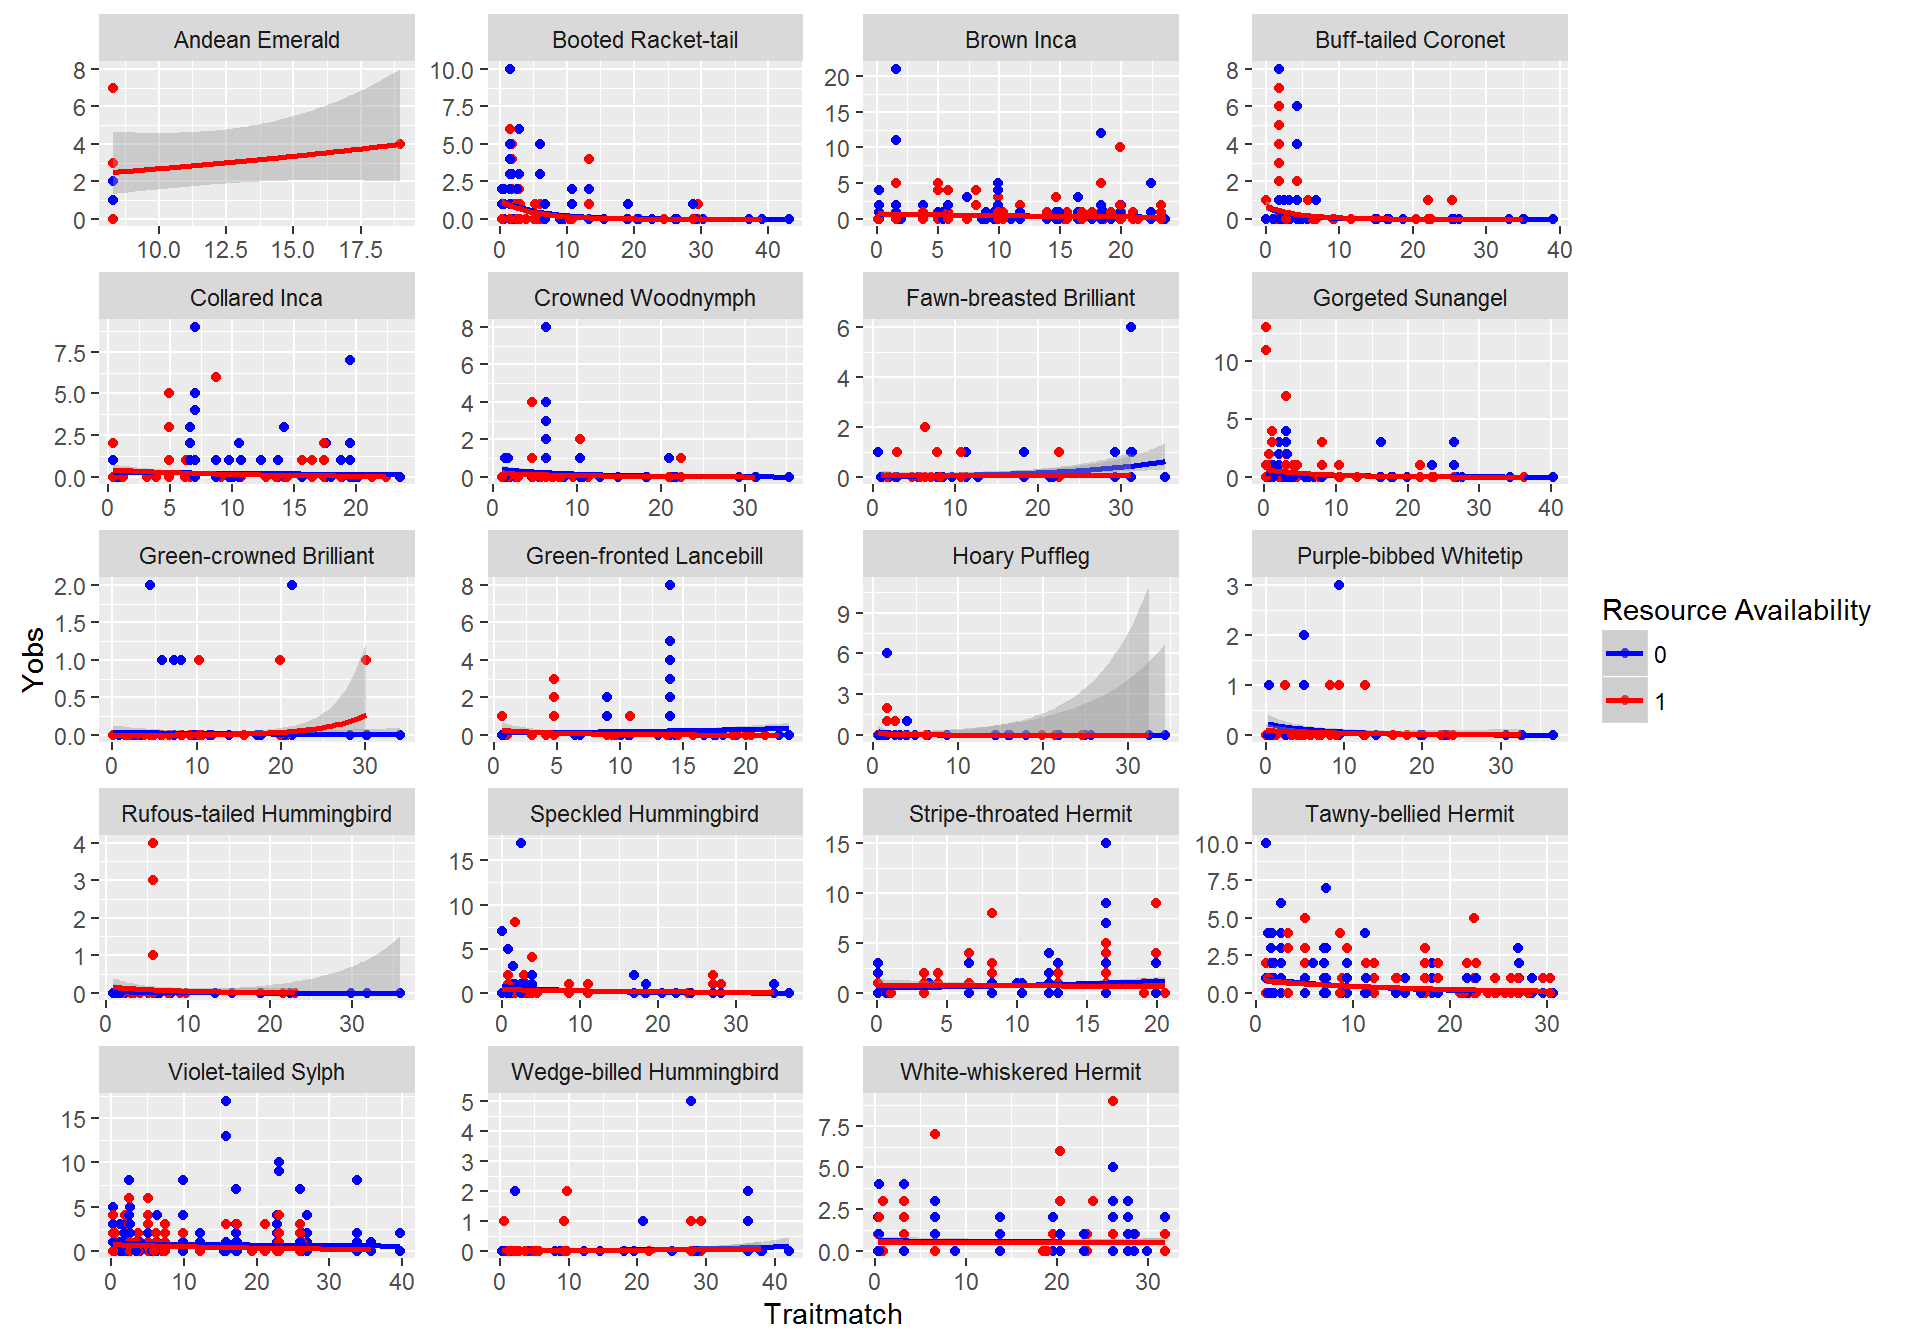 Andean Emerald Booted Racket-tail Brown Inca Buff-tailed Coronet
8 6 4 2 0
10.0 12.5 15.0 17.5
10.0 7.5 5.0 2.5 0.0
0 10 20 30 40
20 15 10 5 0
0 5 10 15 20
8 6 4 2 0
0 10 20 30 40
Collared Inca Crowned Woodnymph Fawn-breasted Brilliant Gorgeted Sunangel
7.5 5.0 2.5 0.0
0 5 10 15 20
8 6 4 2 0
0 10 20 30
6 4 2 0
0 10 20 30
10 5 0
0 10 20 30 40
Green-crowned Brilliant Green-fronted Lancebill Hoary Puffleg Purple-bibbed Whitetip
2.0 1.5 1.0 0.5 0.0
0 10 20 30
8 6 4 2 0
0 5 10 15 20
9 6 3 0
0 10 20 30
3 2 1 0
0 10 20 30
Rufous-tailed Hummingbird Speckled Hummingbird Stripe-throated Hermit Tawny-bellied Hermit
4 3 2 1 0
0 10 20 30
15 10 5 0
0 10 20 30
15 10 5 0
0 5 10 15 20
10.0 7.5 5.0 2.5 0.0
0 10 20 30
Violet-tailed Sylph Wedge-billed Hummingbird White-whiskered Hermit
15 10 5 0
0 10 20 30 40
5 4 3 2 1 0
0 10 20 30 40
7.5 5.0 2.5 0.0
0 10 20 30
Yobs
Traitmatch
Resource Availability
0
1